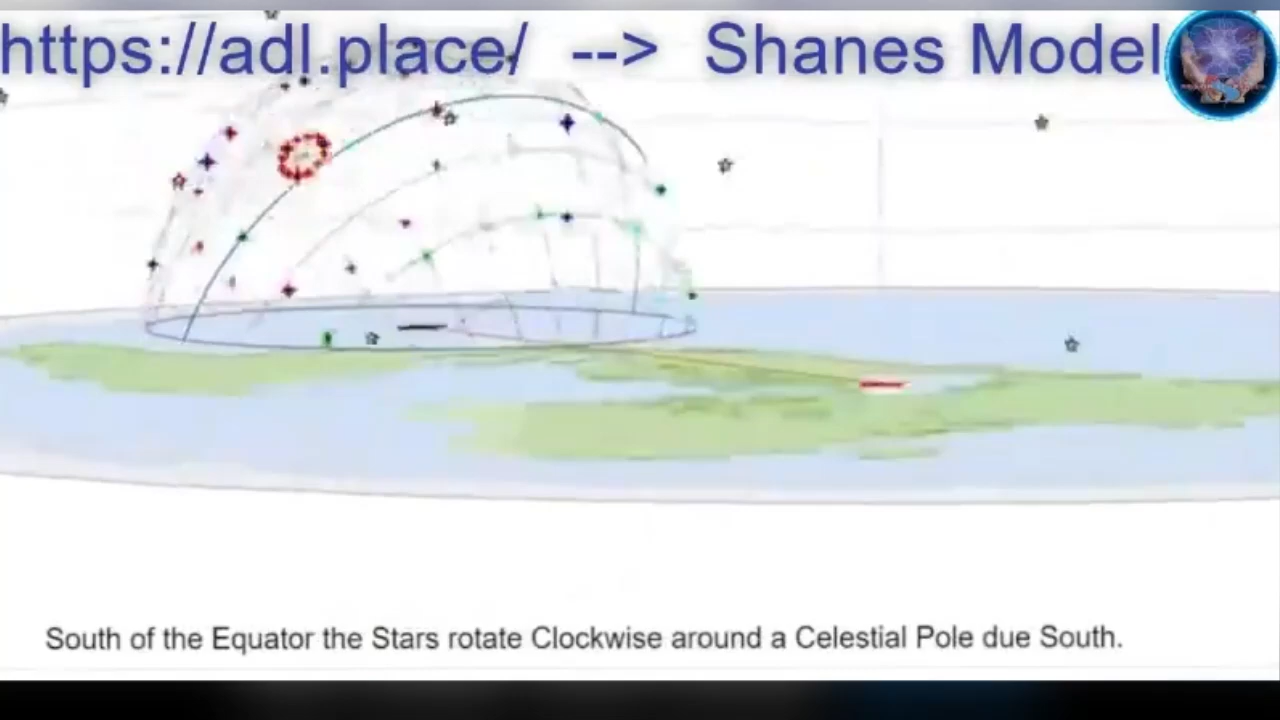 https://adl.place/ --> Shanes Model
South of the Equator the Stars rotate Clockwise around a Celestial Pole due South.